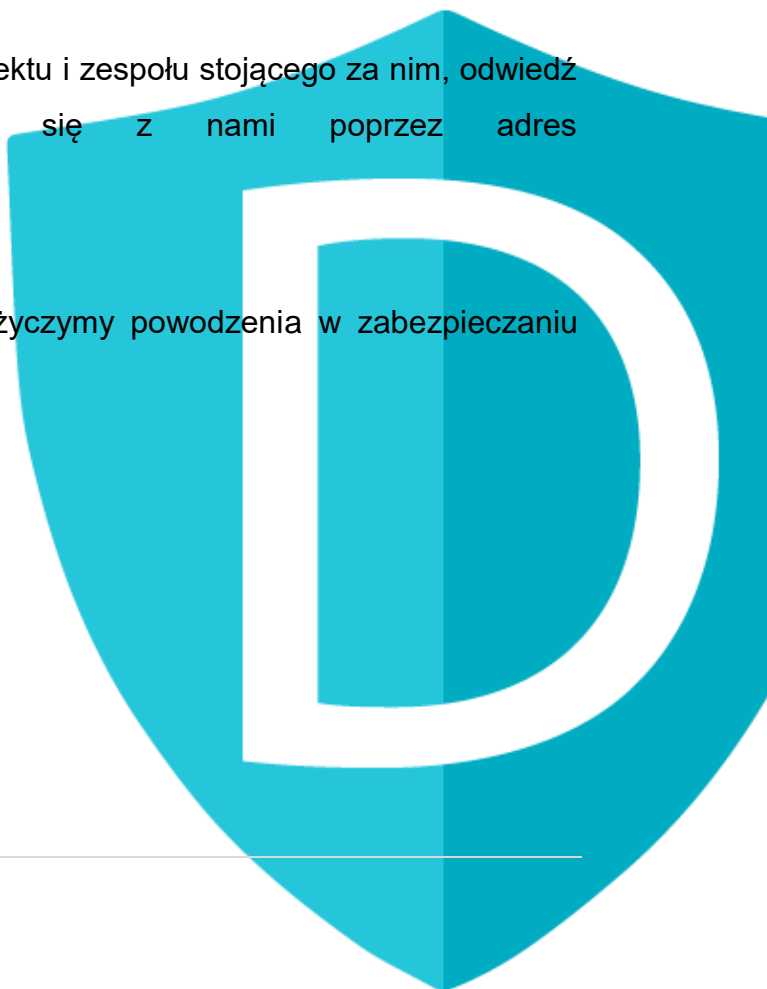 ektu i zespołu stojącego za nim, odwiedź
się z nami poprzez adres
życzymy powodzenia w zabezpieczaniu
D